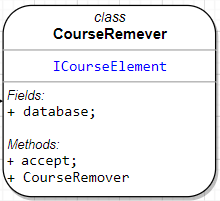 class
CourseRemever
ICourseElement
Fields:
+ database;
Methods:
+ accept;
+ CourseRemover